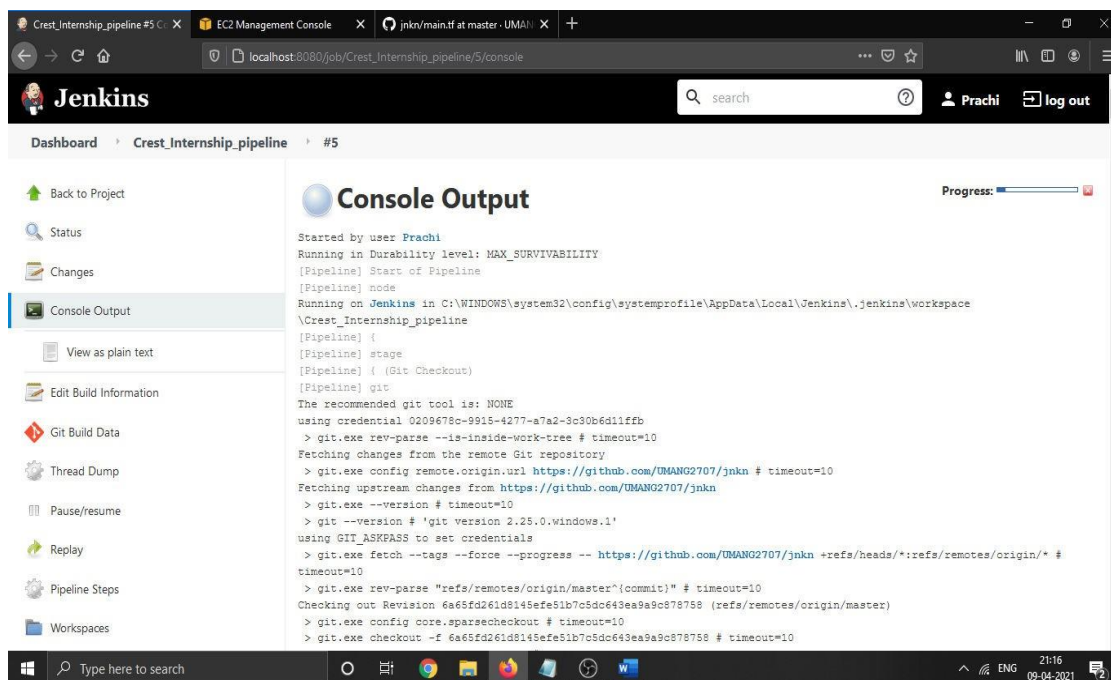 Crest_Internship_pipeline #5 Co
EC2 Management Console
jnkn/main.tf at master · UMAN
localhost:8080/job/Crest_Internship_pipeline/5/console
Jenkins
search
Prachi
log out
Dashboard
Crest_Internship_pipeline
#5
Back to Project
Status
Changes
Console Output
View as plain text
Edit Build Information
Git Build Data
Thread Dump
Pause/resume
Replay
Pipeline Steps
Workspaces
Console Output
Progress:
Started by user Prachi
Running in Durability level: MAX_SURVIVABILITY
[Pipeline] Start of Pipeline
[Pipeline] node
Running on Jenkins in C:\WINDOWS\system32\config\systemprofile\AppData\Local\Jenkins\.jenkins\workspace
\Crest_Internship_pipeline
[Pipeline] {
[Pipeline] stage
[Pipeline] { (Git Checkout)
[Pipeline] git
The recommended git tool is: NONE
using credential 0209678c-9915-4277-a7a2-3c30b6d11ffb
> git.exe rev-parse --is-inside-work-tree # timeout=10
Fetching changes from the remote Git repository
> git.exe config remote.origin.url https://github.com/UMANG2707/jnkn # timeout=10
Fetching upstream changes from https://github.com/UMANG2707/jnkn
> git.exe --version # timeout=10
> git --version # 'git version 2.25.0.windows.1'
using GIT_ASKPASS to set credentials
> git.exe fetch --tags --force --progress -- https://github.com/UMANG2707/jnkn +refs/heads/*:refs/remotes/origin/* #
timeout=10
> git.exe rev-parse "refs/remotes/origin/master^{commit}" # timeout=10
Checking out Revision 6a65fd261d8145efe51b7c5dc643ea9a9c878758 (refs/remotes/origin/master)
> git.exe config core.sparsecheckout # timeout=10
> git.exe checkout -f 6a65fd261d8145efe51b7c5dc643ea9a9c878758 # timeout=10
Type here to search
ENG
21:16
09-04-2021
2